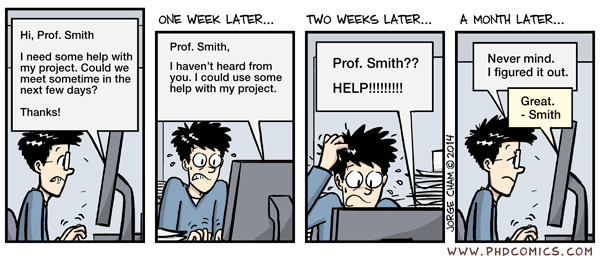 Hi, Prof. Smith
I need some help with
my project. Could we
meet sometime in the
next few days?
Thanks!
ONE WEEK LATER...
Prof. Smith,
I haven't heard from
you. I could use some
help with my project.
TWO WEEKS LATER...
Prof. Smith??
HELP!!!!!!!!!
JORGE CHAM © 2014
A MONTH LATER...
Never mind.
I figured it out.
Great.
- Smith
WWW.PHDCOMICS.COM